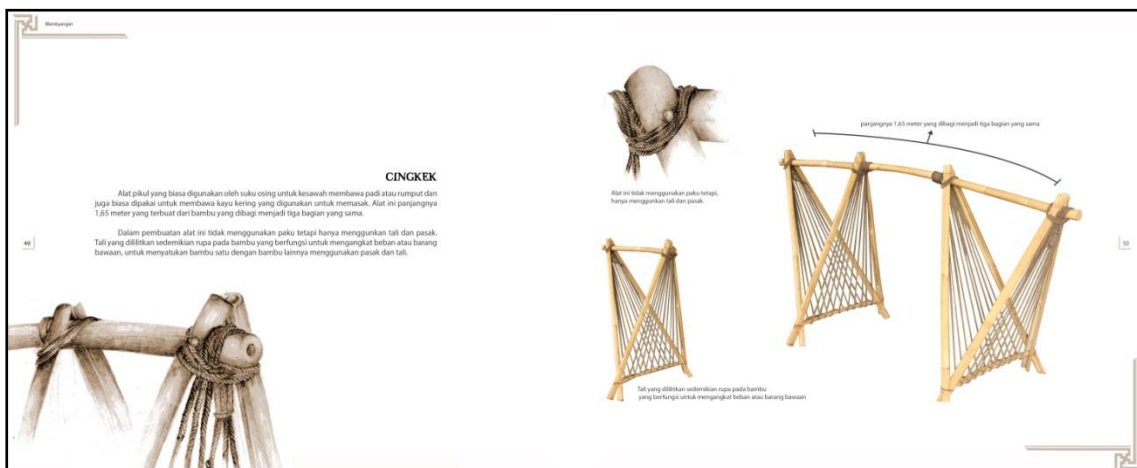 Membyangan
CINGKEK
Alat pikul yang biasa digunakan oleh suku osing untuk kesawah membawa padi atau rumput dan
juga biasa dipakai untuk membawa kayu kering yang digunakan untuk memasak. Alat ini panjangnya
1,65 meter yang terbuat dari bambu yang dibagi menjadi tiga bagian yang sama.
Dalam pembuatan alat ini tidak menggunakan paku tetapi hanya menggunakan tali dan pasak.
Tali yang dililitkan sedemikian rupa pada bambu yang berfungsi untuk mengangkat beban atau barang
bawaan, untuk menyatukan bambu satu dengan bambu lainnya menggunakan pasak dan tali.
49
panjangnya 1,65 meter yang dibagi menjadi tiga bagian yang sama
Alat ini tidak menggunakan paku tetapi,
hanya menggunkan tali dan pasak.
Tali yang dililitkan sedemikian rupa pada bambu
yang berfungsi untuk mengangkat beban atau barang bawaan
50